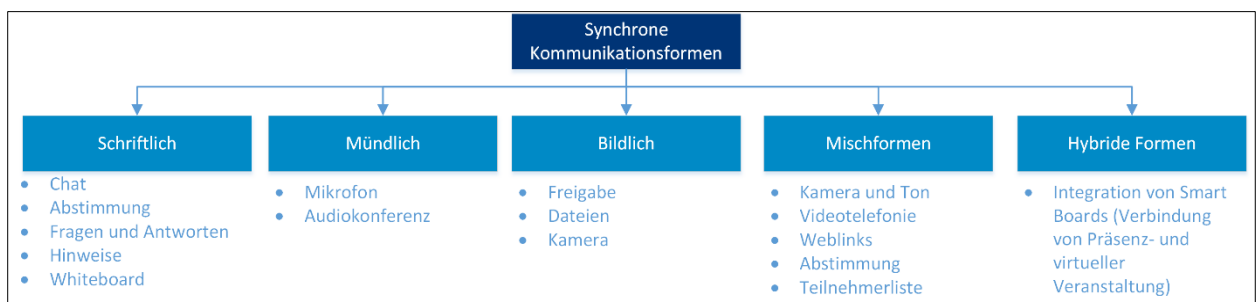 Synchrone
Kommunikationsformen
Schriftlich
Chat
Abstimmung
Fragen und Antworten
Hinweise
Whiteboard
Mündlich
Mikrofon
Audiokonferenz
Bildlich
Freigabe
Dateien
Kamera
Mischformen
Kamera und Ton
Videotelefonie
Weblinks
Abstimmung
Teilnehmerliste
Hybride Formen
Integration von Smart
Boards (Verbindung
von Präsenz- und
virtueller
Veranstaltung)